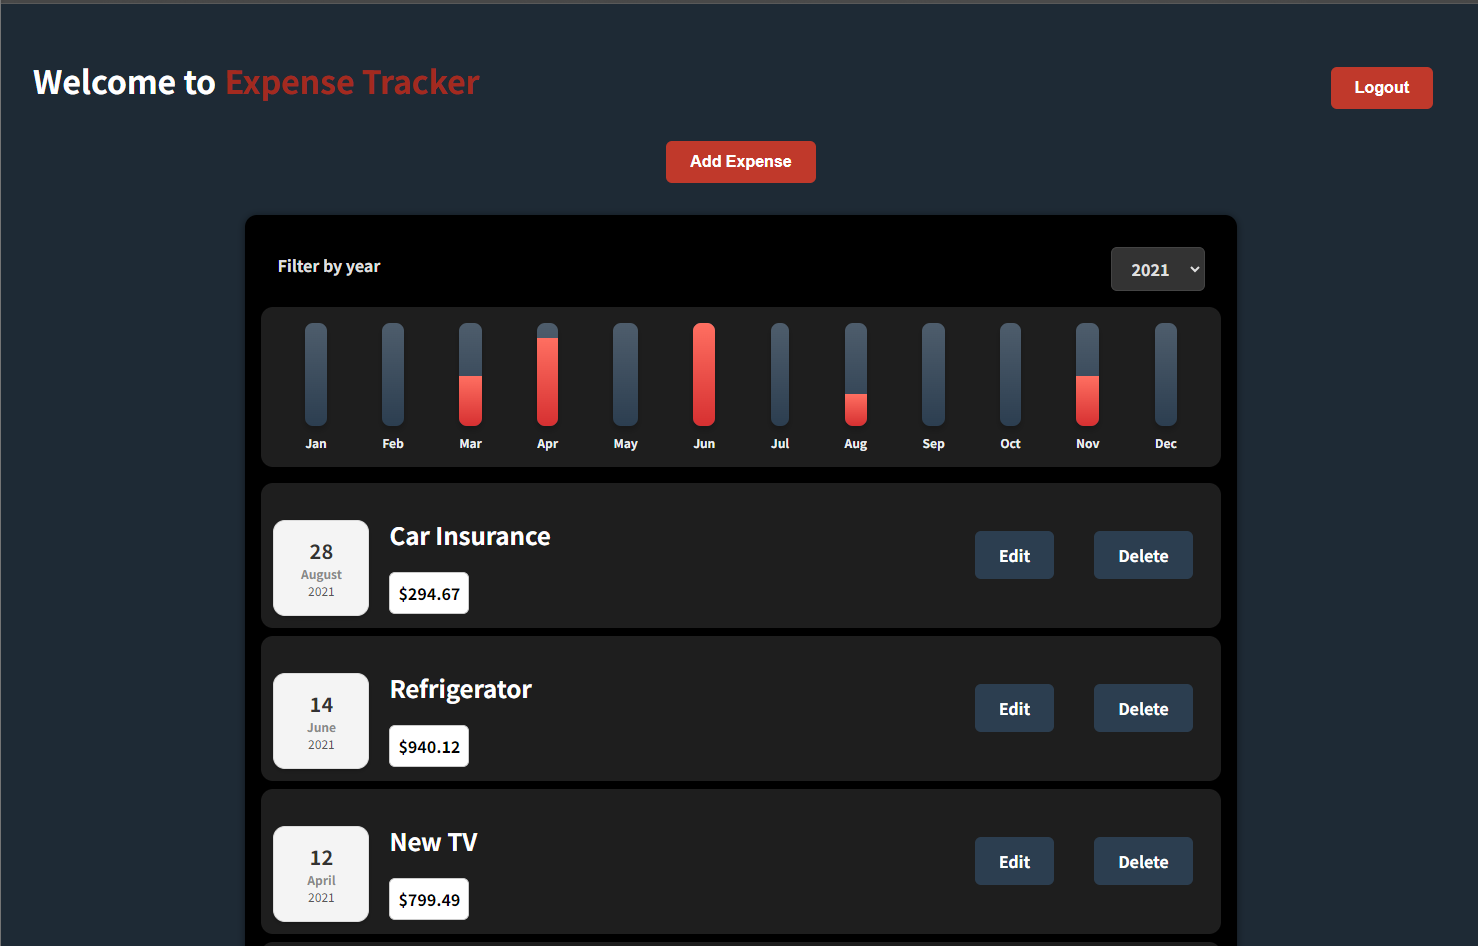 Welcome to Expense Tracker
Logout
Add Expense
Filter by year
2021
Jan Feb Mar Apr May Jun Jul Aug Sep Oct Nov Dec
28
August
2021
Car Insurance
$294.67
Edit
Delete
14
June
2021
Refrigerator
$940.12
Edit
Delete
12
April
2021
New TV
$799.49
Edit
Delete